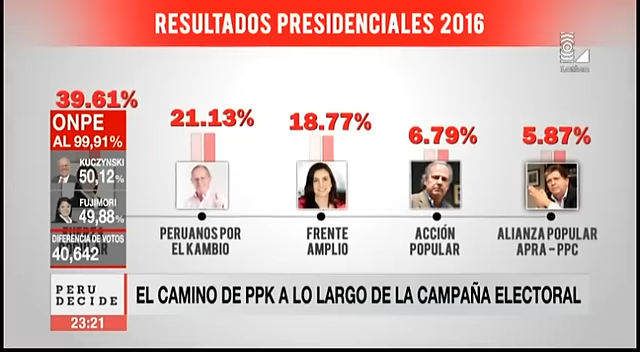 RESULTADOS PRESIDENCIALES 2016
Latina
39.61%
21.13%
18.77%
6.79%
5.87%
ONPE
AL 99,91%
KUCZYNSKI
50,12%
FUJIMORI
49,88%
DIFERENCIA DE VOTOS
40,642
PERUANOS POR
EL KAMBIO
FRENTE
AMPLIO
ACCIÓN
POPULAR
ALIANZA POPULAR
APRA – PPC
PERU
DECIDE
23:21
EL CAMINO DE PPK A LO LARGO DE LA CAMPAÑA ELECTORAL